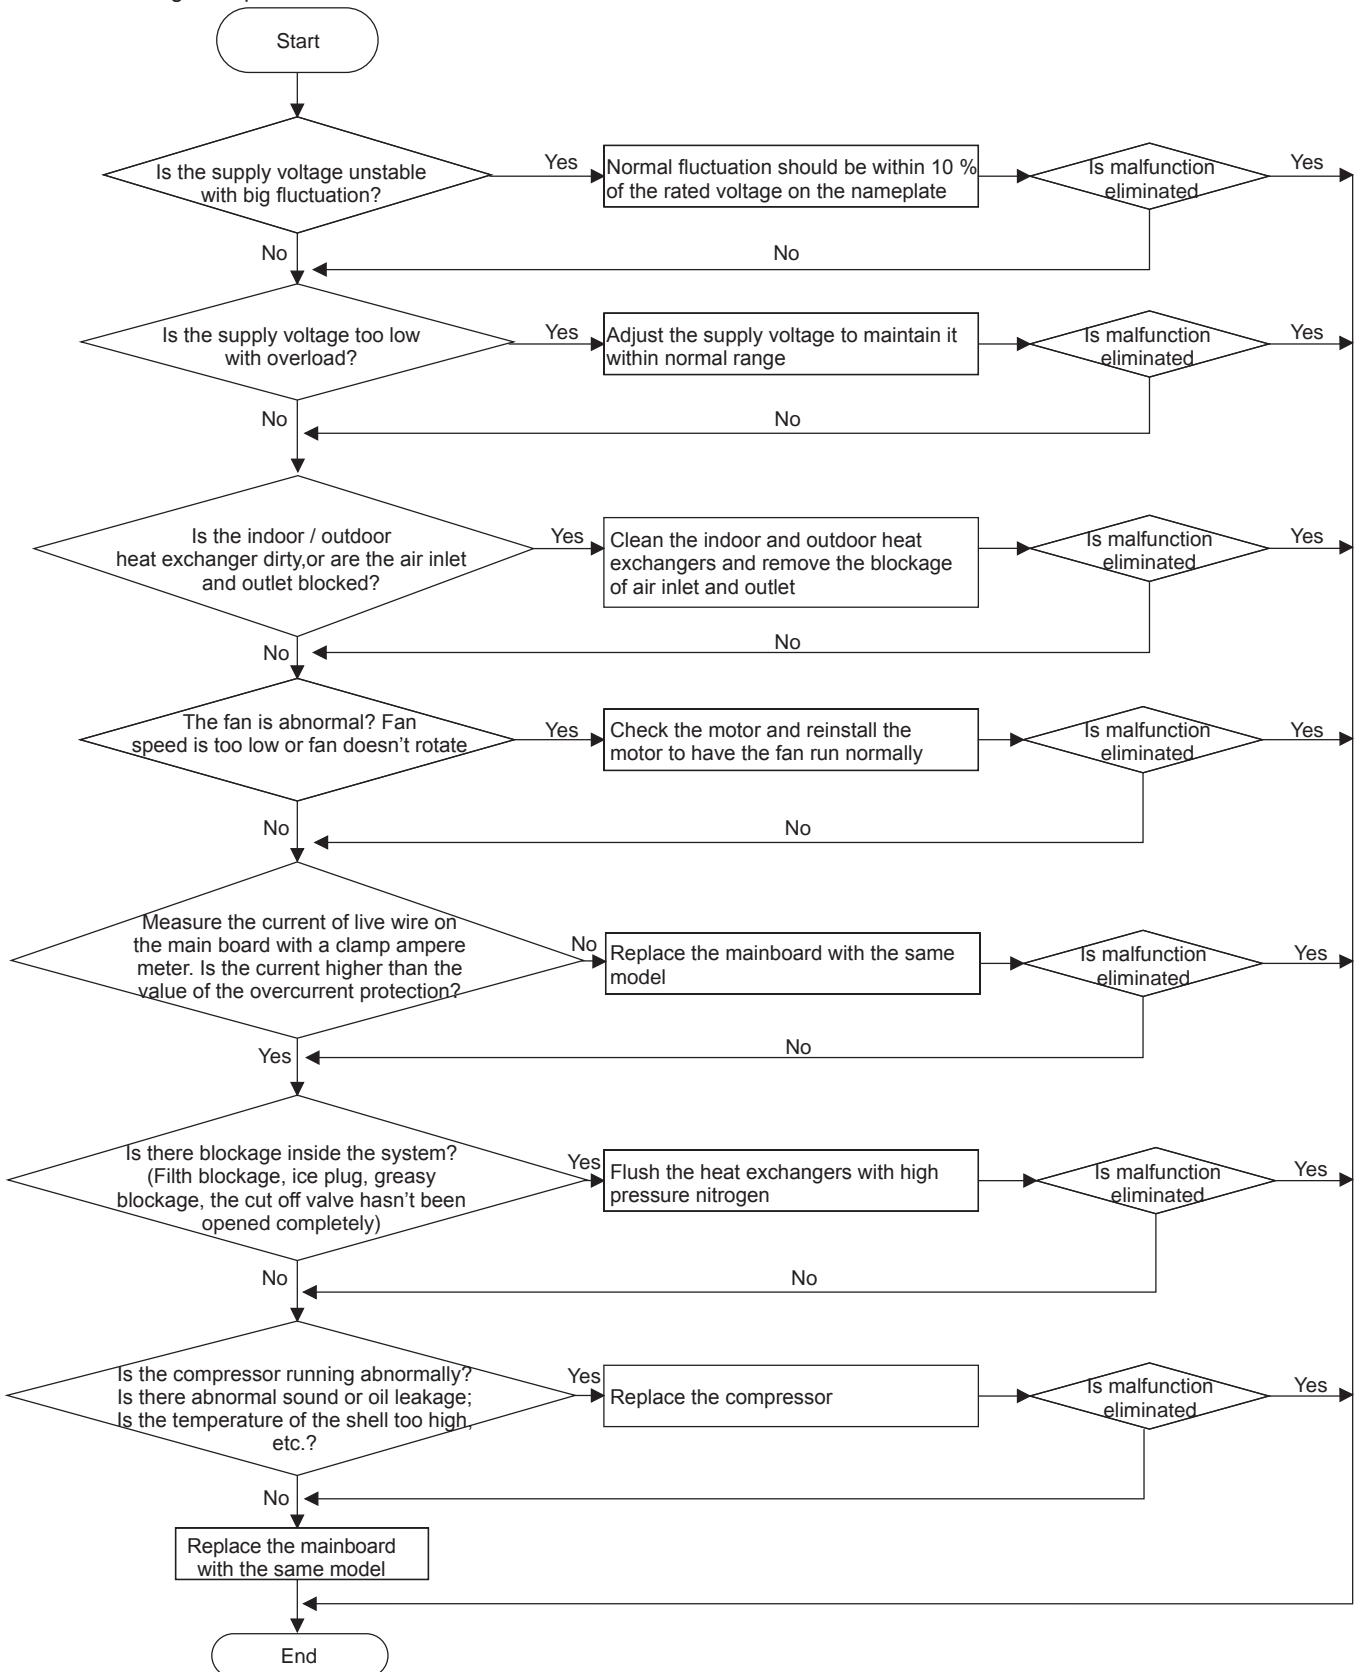 Start
Is the supply voltage unstable
with big fluctuation?
Yes
Normal fluctuation should be within 10 %
of the rated voltage on the nameplate
Is malfunction
eliminated
Yes
No
No
Is the supply voltage too low
with overload?
Yes
Adjust the supply voltage to maintain it
within normal range
Is malfunction
eliminated
Yes
No
No
Is the indoor / outdoor
heat exchanger dirty,or are the air inlet
and outlet blocked?
Yes
Clean the indoor and outdoor heat
exchangers and remove the blockage
of air inlet and outlet
Is malfunction
eliminated
Yes
No
No
The fan is abnormal? Fan
speed is too low or fan doesn't rotate
Yes
Check the motor and reinstall the
motor to have the fan run normally
Is malfunction
eliminated
Yes
No
No
Measure the current of live wire on
the main board with a clamp ampere
meter. Is the current higher than the
value of the overcurrent protection?
No
Replace the mainboard with the same
model
Is malfunction
eliminated
Yes
Yes
No
Is there blockage inside the system?
(Filth blockage, ice plug, greasy
blockage, the cut off valve hasn't been
opened completely)
Yes
Flush the heat exchangers with high
pressure nitrogen
Is malfunction
eliminated
Yes
No
No
Is the compressor running abnormally?
Is there abnormal sound or oil leakage;
Is the temperature of the shell too high,
etc.?
Yes
Replace the compressor
Is malfunction
eliminated
Yes
No
Replace the mainboard
with the same model
End